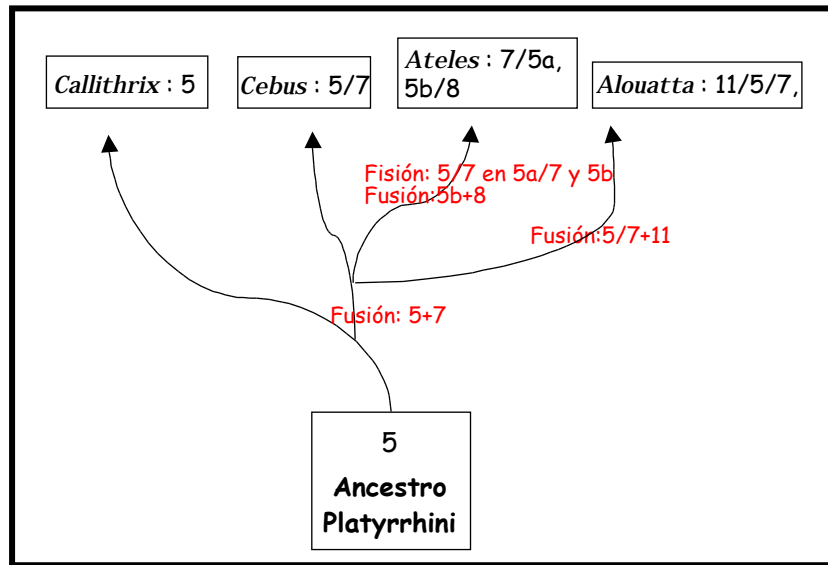 Callithrix : 5
Cebus : 5/7
Ateles : 7/5a,
5b/8
Alouatta : 11/5/7,
Fisión: 5/7 en 5a/7 y 5b
Fusión:5b+8
Fusión:5/7+11
Fusión: 5+7
5
Ancestro
Platyrrhini